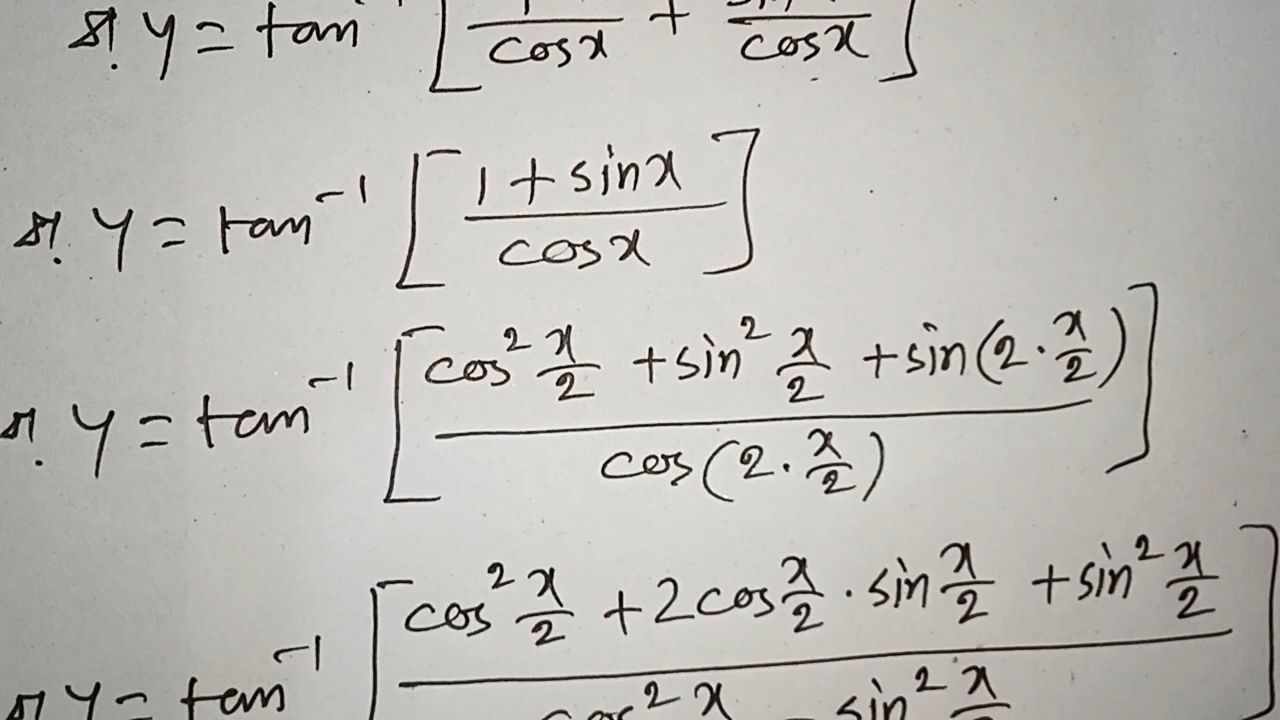 বা, y = tan [ 1/cosx + sinx/cosx ]
বা, y = tan⁻¹ [ (1 + sinx)/cosx ]
বা, y = tan⁻¹ [ (cos² x/2 + sin² x/2 + sin(2·x/2))/cos(2·x/2) ]
বা, y = tan⁻¹ [ (cos² x/2 + 2cos x/2 · sin x/2 + sin² x/2)/(cos² x - sin² x/2) ]